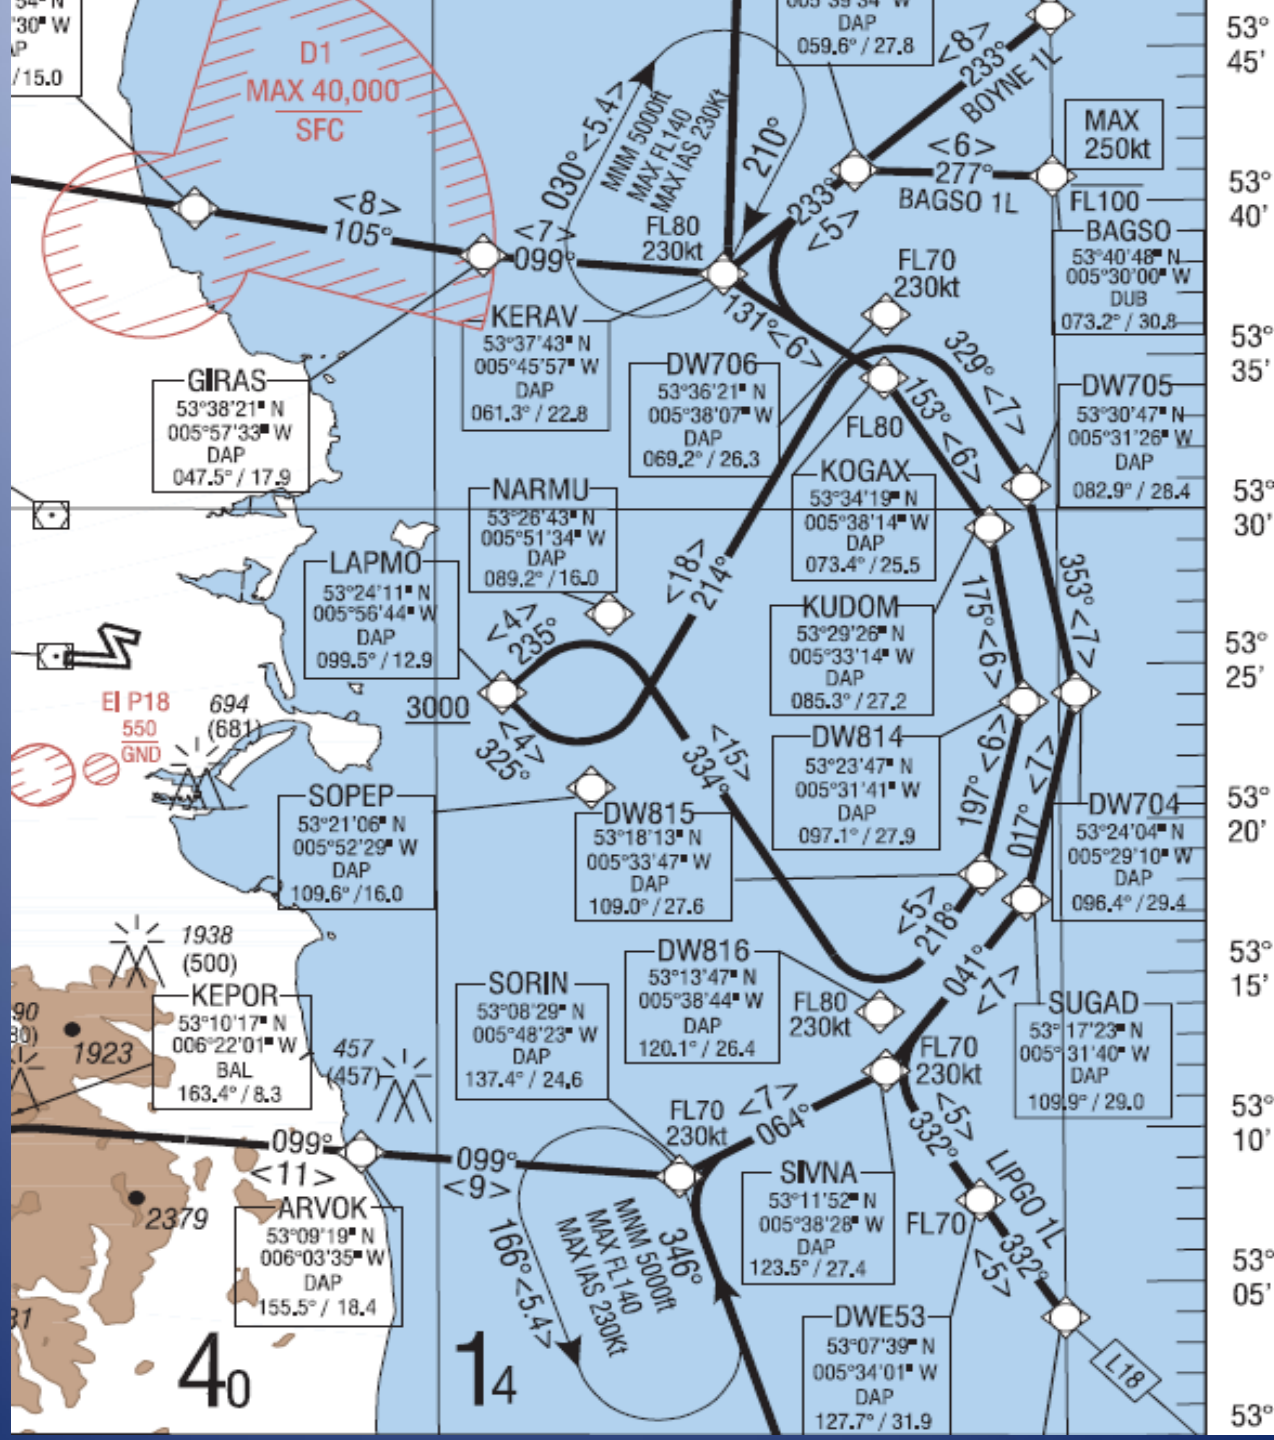 '30" W
/15.0
D1
MAX 40,000
SFC
DAP
059.6° / 27.8
<8>
233°
BOYNE 1L
53°
45'
MAX
250kt
030° <5.4>
MNM 5000ft
MAX FL140
MAX IAS 230Kt
210°
<6>
277°
BAGSO 1L
53°
40'
FL100
BAGSO
53°40'48" N
005°30'00" W
DUB
073.2° / 30.8
<8>
105°
<7>
099°
FL80
230kt
233°
<5>
FL70
230kt
131° <6>
KERAV
53°37'43" N
005°45'57" W
DAP
061.3° / 22.8
53°
35'
329° <7>
GIRAS
53°38'21" N
005°57'33" W
DAP
047.5° / 17.9
DW706
53°36'21" N
005°38'07" W
DAP
069.2° / 26.3
FL80
153° <6>
DW705
53°30'47" N
005°31'26" W
DAP
082.9° / 28.4
KOGAX
53°34'19" N
005°38'14" W
DAP
073.4° / 25.5
53°
30'
NARMU
53°26'43" N
005°51'34" W
DAP
089.2° / 16.0
LAPMO
53°24'11" N
005°56'44" W
DAP
099.5° / 12.9
<18>
214°
<4>
235°
KUDOM
53°29'26" N
005°33'14" W
DAP
085.3° / 27.2
175° <6>
353° <7>
53°
25'
EI P18
550
GND
694
(681)
3000
<4>
325°
<15>
334°
DW814
53°23'47" N
005°31'41" W
DAP
097.1° / 27.9
197° <6>
017° <7>
SOPEP
53°21'06" N
005°52'29" W
DAP
109.6° /16.0
DW815
53°18'13" N
005°33'47" W
DAP
109.0° / 27.6
DW704
53°24'04" N
005°29'10" W
DAP
096.4° / 29.4
53°
20'
<5>
218°
1938
(500)
DW816
53°13'47" N
005°38'44" W
DAP
120.1° / 26.4
FL80
230kt
041°
<7>
53°
15'
SORIN
53°08'29" N
005°48'23" W
DAP
137.4° / 24.6
KEPOR
53°10'17" N
006°22'01" W
BAL
163.4° / 8.3
SUGAD
53°17'23" N
005°31'40" W
DAP
109.9° / 29.0
1923
457
(457)
FL70
230kt
FL70
230kt
<7>
064°
<5>
332°
53°
10'
099°
<11>
099°
<9>
ARVOK
53°09'19" N
006°03'35" W
DAP
155.5° / 18.4
2379
SIVNA
53°11'52" N
005°38'28" W
DAP
123.5° / 27.4
FL70
LIPGO 1L
332°
<5>
166° <5.4>
MNM 5000ft
MAX FL140
MAX IAS 230Kt
346°
53°
05'
DWE53
53°07'39" N
005°34'01" W
DAP
127.7° / 31.9
L18
40
14
53°